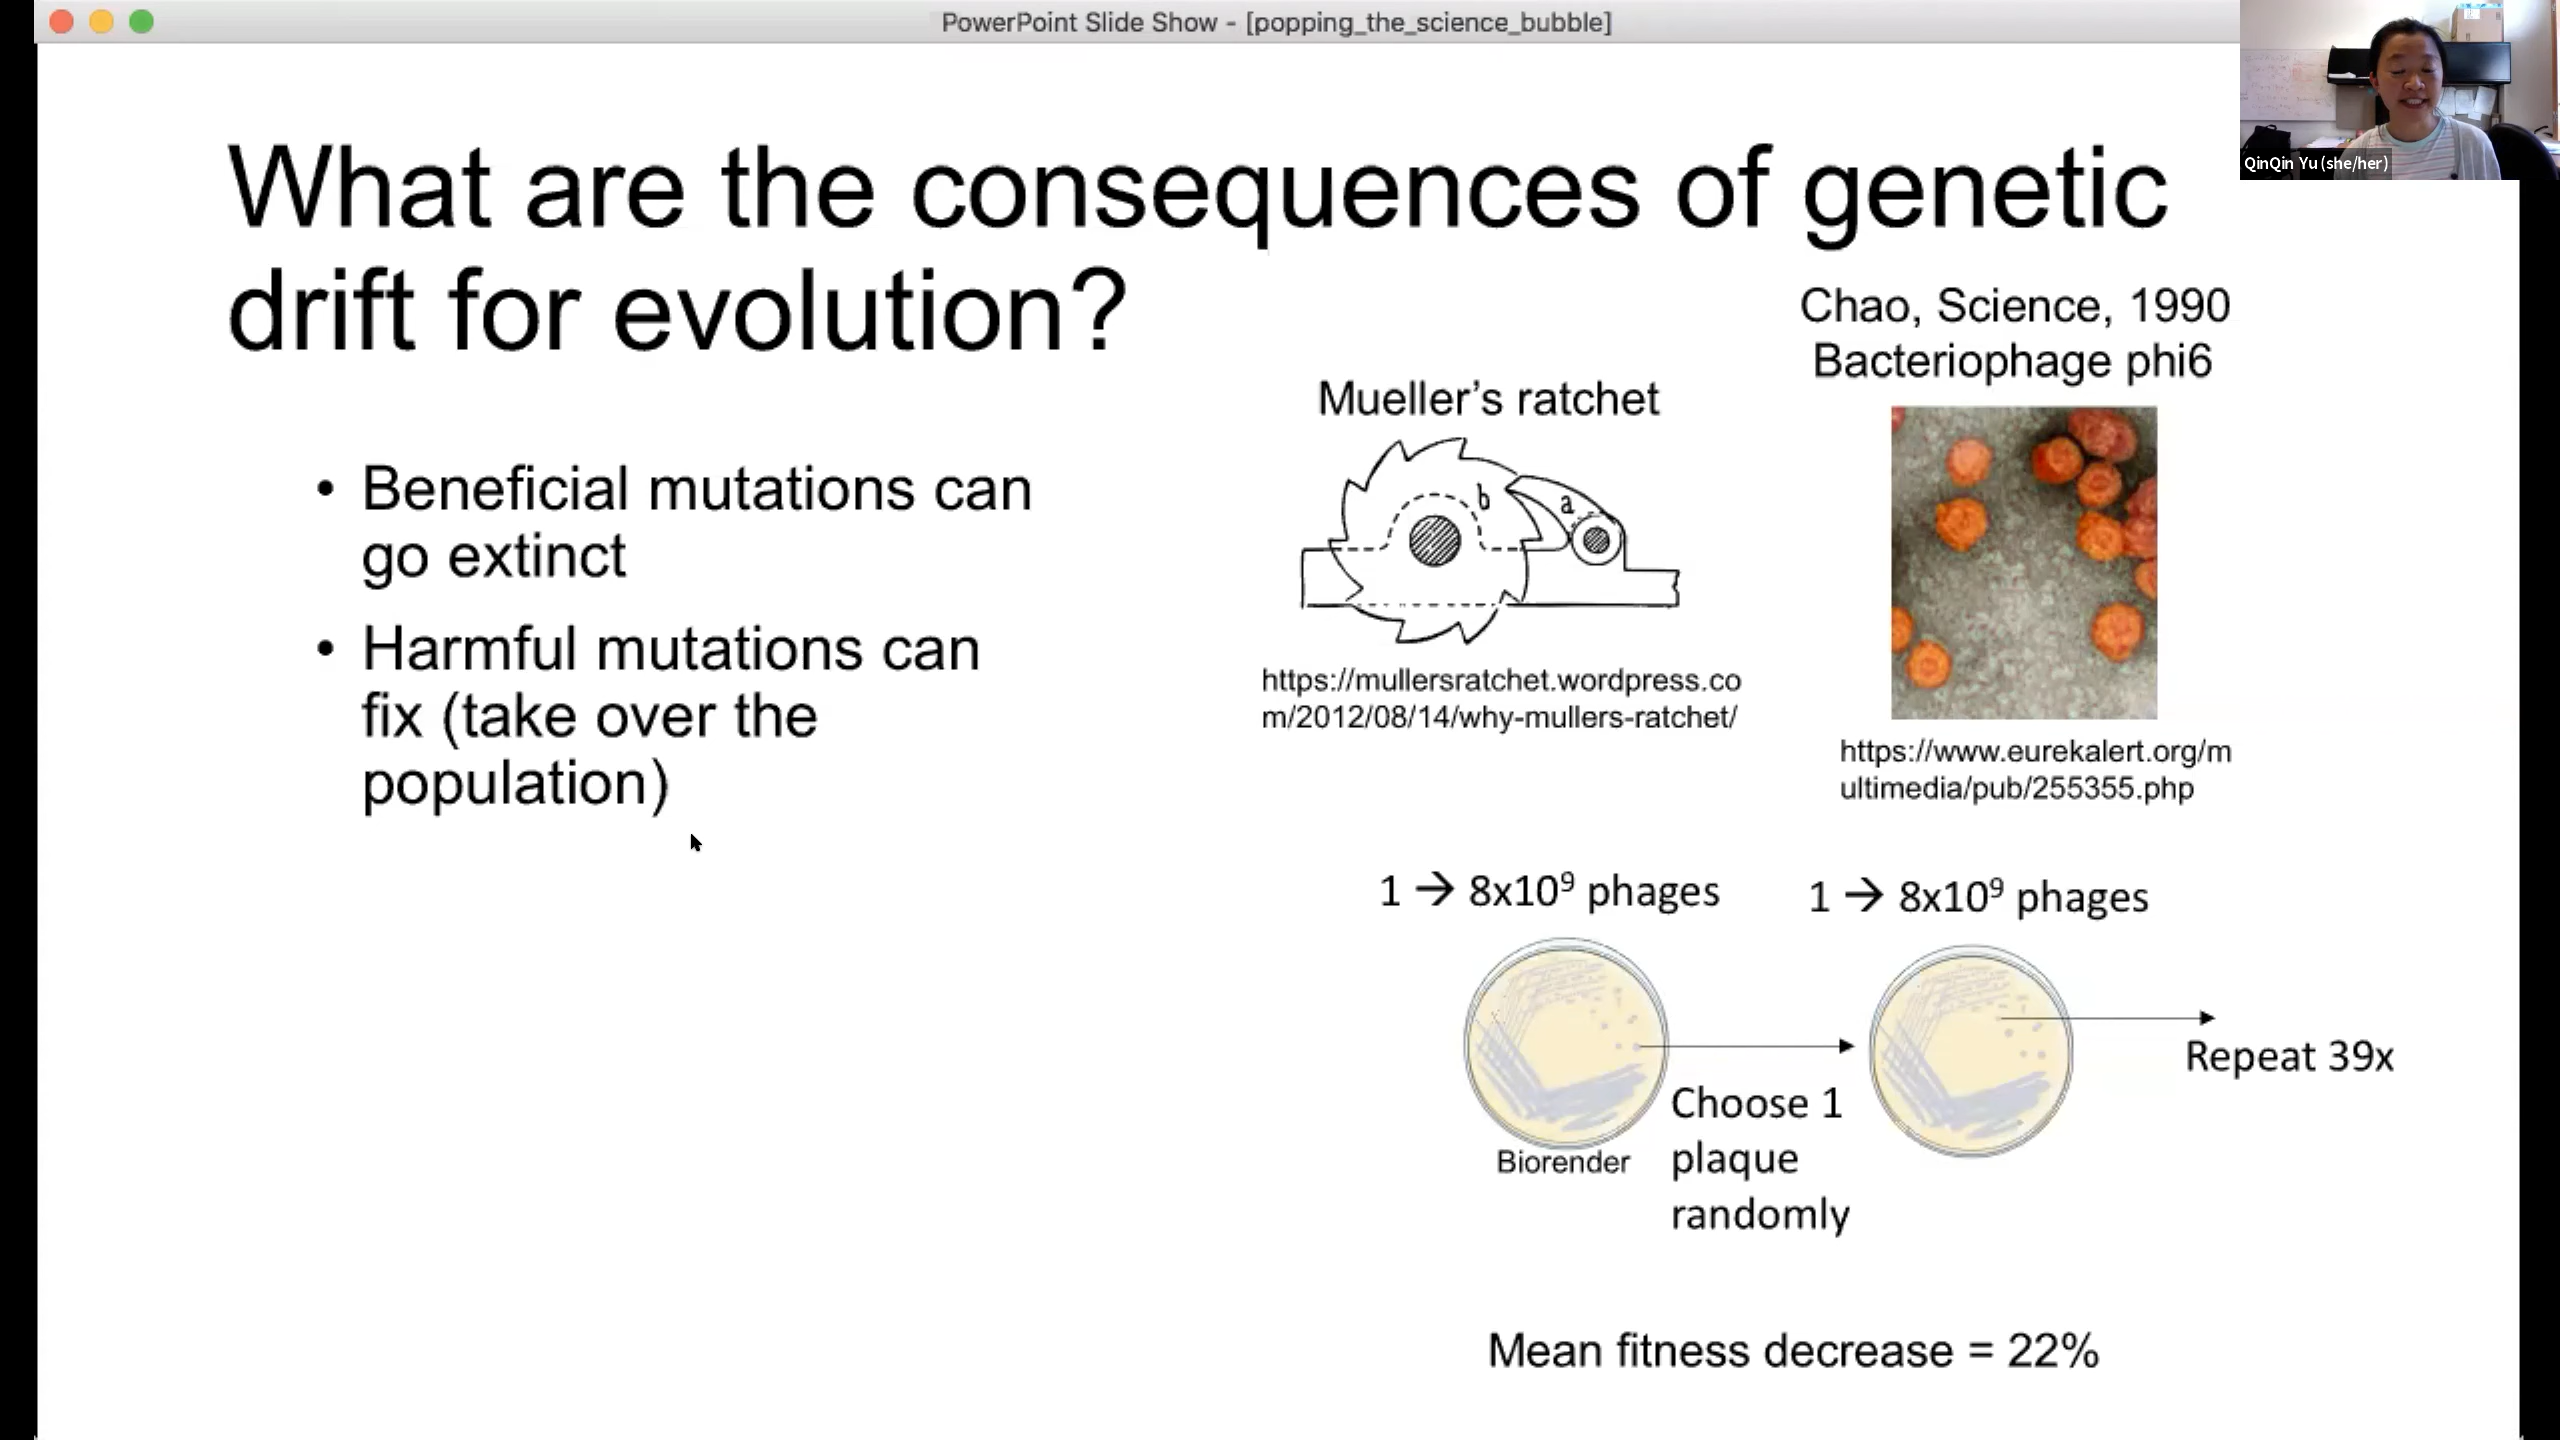 PowerPoint Slide Show - [popping_the_science_bubble]
QinQin Yu (she/her)
What are the consequences of genetic
drift for evolution?
• Beneficial mutations can
go extinct
• Harmful mutations can
fix (take over the
population)
Mueller’s ratchet
b
a
https://mullersratchet.wordpress.co
m/2012/08/14/why-mullers-ratchet/
Chao, Science, 1990
Bacteriophage phi6
https://www.eurekalert.org/m
ultimedia/pub/255355.php
1 → 8x10⁹ phages
1 → 8x10⁹ phages
Biorender
Choose 1
plaque
randomly
Repeat 39x
Mean fitness decrease = 22%